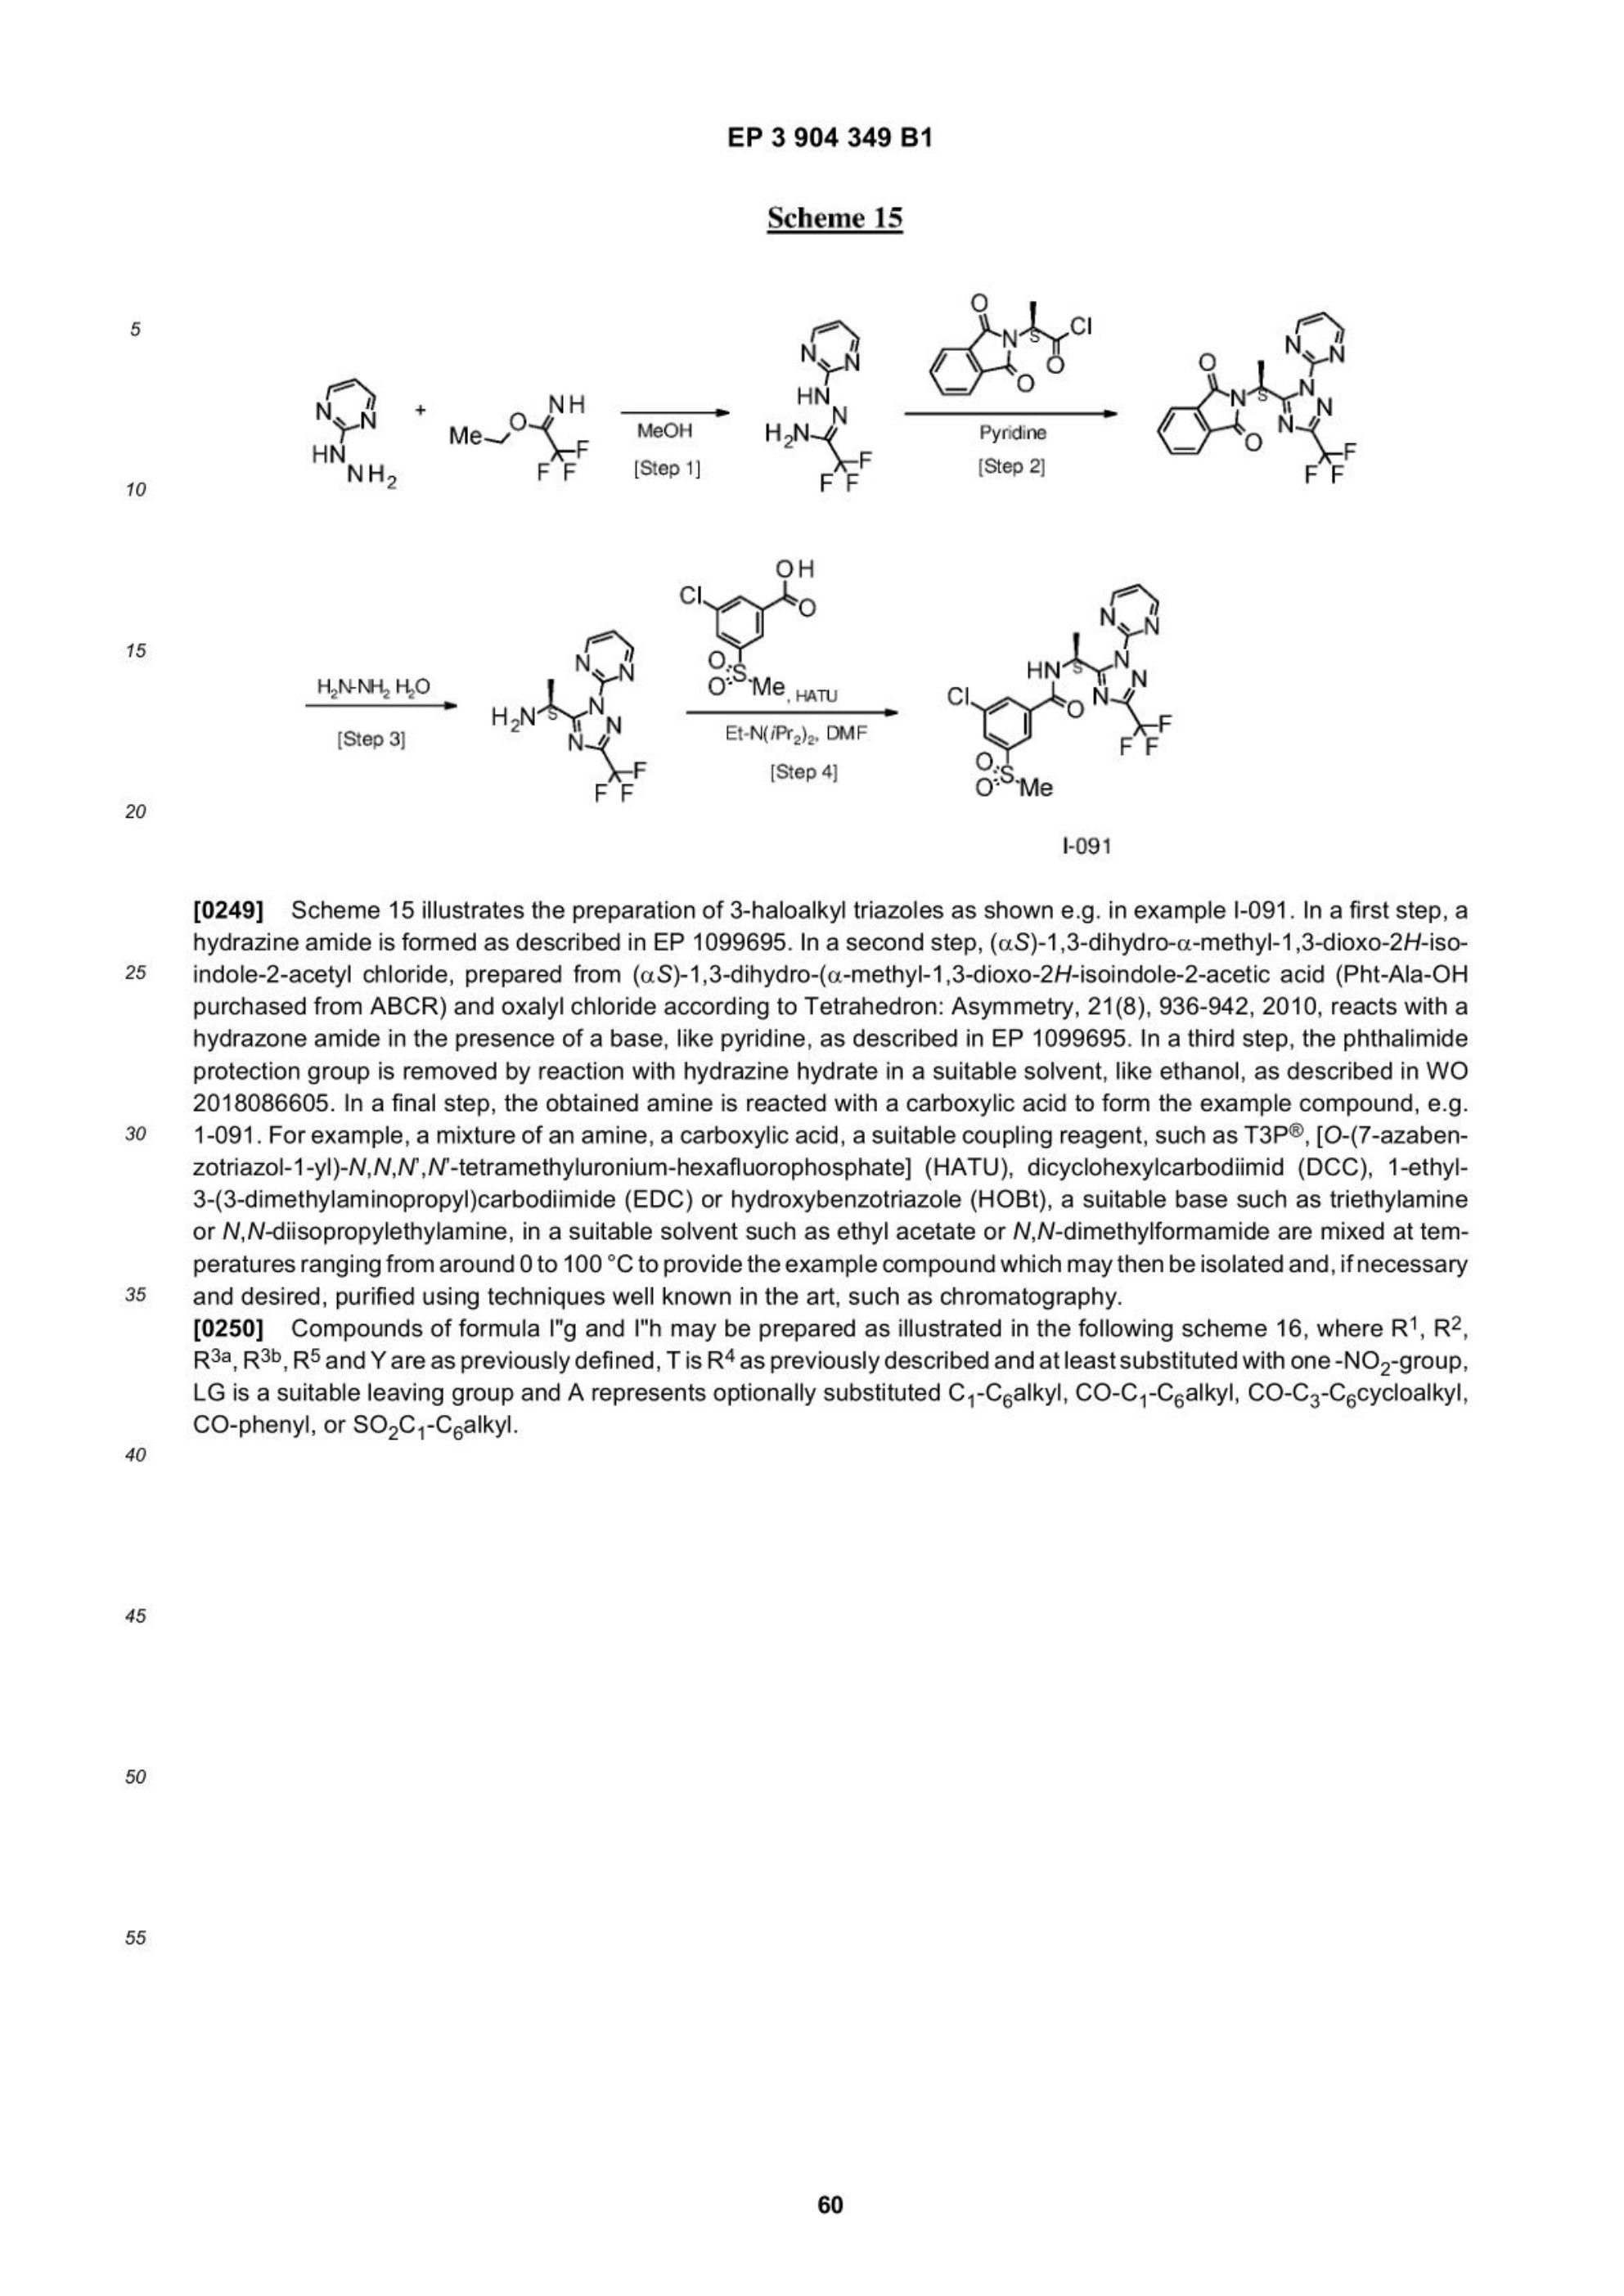 EP 3 904 349 B1
Scheme 15
5
10
15
20
25
30
35
40
45
50
55
N
N
HN
NH2
+
Me
O
NH
F
F F
MeOH
[Step 1]
N
N
HN
N
H2N
F
F F
O
N
S
Cl
O
O
Pyridine
[Step 2]
N
N
O
N
S
N
N
N
O
F
F F
H2N-NH2 H2O
[Step 3]
N
N
H2N
S
N
N
N
F
F F
OH
Cl
O
O
S
O
Me
, HATU
Et-N(iPr2)2, DMF
[Step 4]
N
N
HN
S
N
N
N
Cl
O
F
F F
O
S
O
Me
I-091
[0249] Scheme 15 illustrates the preparation of 3-haloalkyl triazoles as shown e.g. in example I-091. In a first step, a
hydrazine amide is formed as described in EP 1099695. In a second step, (αS)-1,3-dihydro-α-methyl-1,3-dioxo-2H-iso-
indole-2-acetyl chloride, prepared from (αS)-1,3-dihydro-(α-methyl-1,3-dioxo-2H-isoindole-2-acetic acid (Pht-Ala-OH
purchased from ABCR) and oxalyl chloride according to Tetrahedron: Asymmetry, 21(8), 936-942, 2010, reacts with a
hydrazone amide in the presence of a base, like pyridine, as described in EP 1099695. In a third step, the phthalimide
protection group is removed by reaction with hydrazine hydrate in a suitable solvent, like ethanol, as described in WO
2018086605. In a final step, the obtained amine is reacted with a carboxylic acid to form the example compound, e.g.
1-091. For example, a mixture of an amine, a carboxylic acid, a suitable coupling reagent, such as T3P®, [O-(7-azaben-
zotriazol-1-yl)-N,N,N',N'-tetramethyluronium-hexafluorophosphate] (HATU), dicyclohexylcarbodiimid (DCC), 1-ethyl-
3-(3-dimethylaminopropyl)carbodiimide (EDC) or hydroxybenzotriazole (HOBt), a suitable base such as triethylamine
or N,N-diisopropylethylamine, in a suitable solvent such as ethyl acetate or N,N-dimethylformamide are mixed at tem-
peratures ranging from around 0 to 100 °C to provide the example compound which may then be isolated and, if necessary
and desired, purified using techniques well known in the art, such as chromatography.
[0250] Compounds of formula I"g and I"h may be prepared as illustrated in the following scheme 16, where R1, R2,
R3a, R3b, R5 and Y are as previously defined, T is R4 as previously described and at least substituted with one -NO2-group,
LG is a suitable leaving group and A represents optionally substituted C1-C6alkyl, CO-C1-C6alkyl, CO-C3-C6cycloalkyl,
CO-phenyl, or SO2C1-C6alkyl.
60